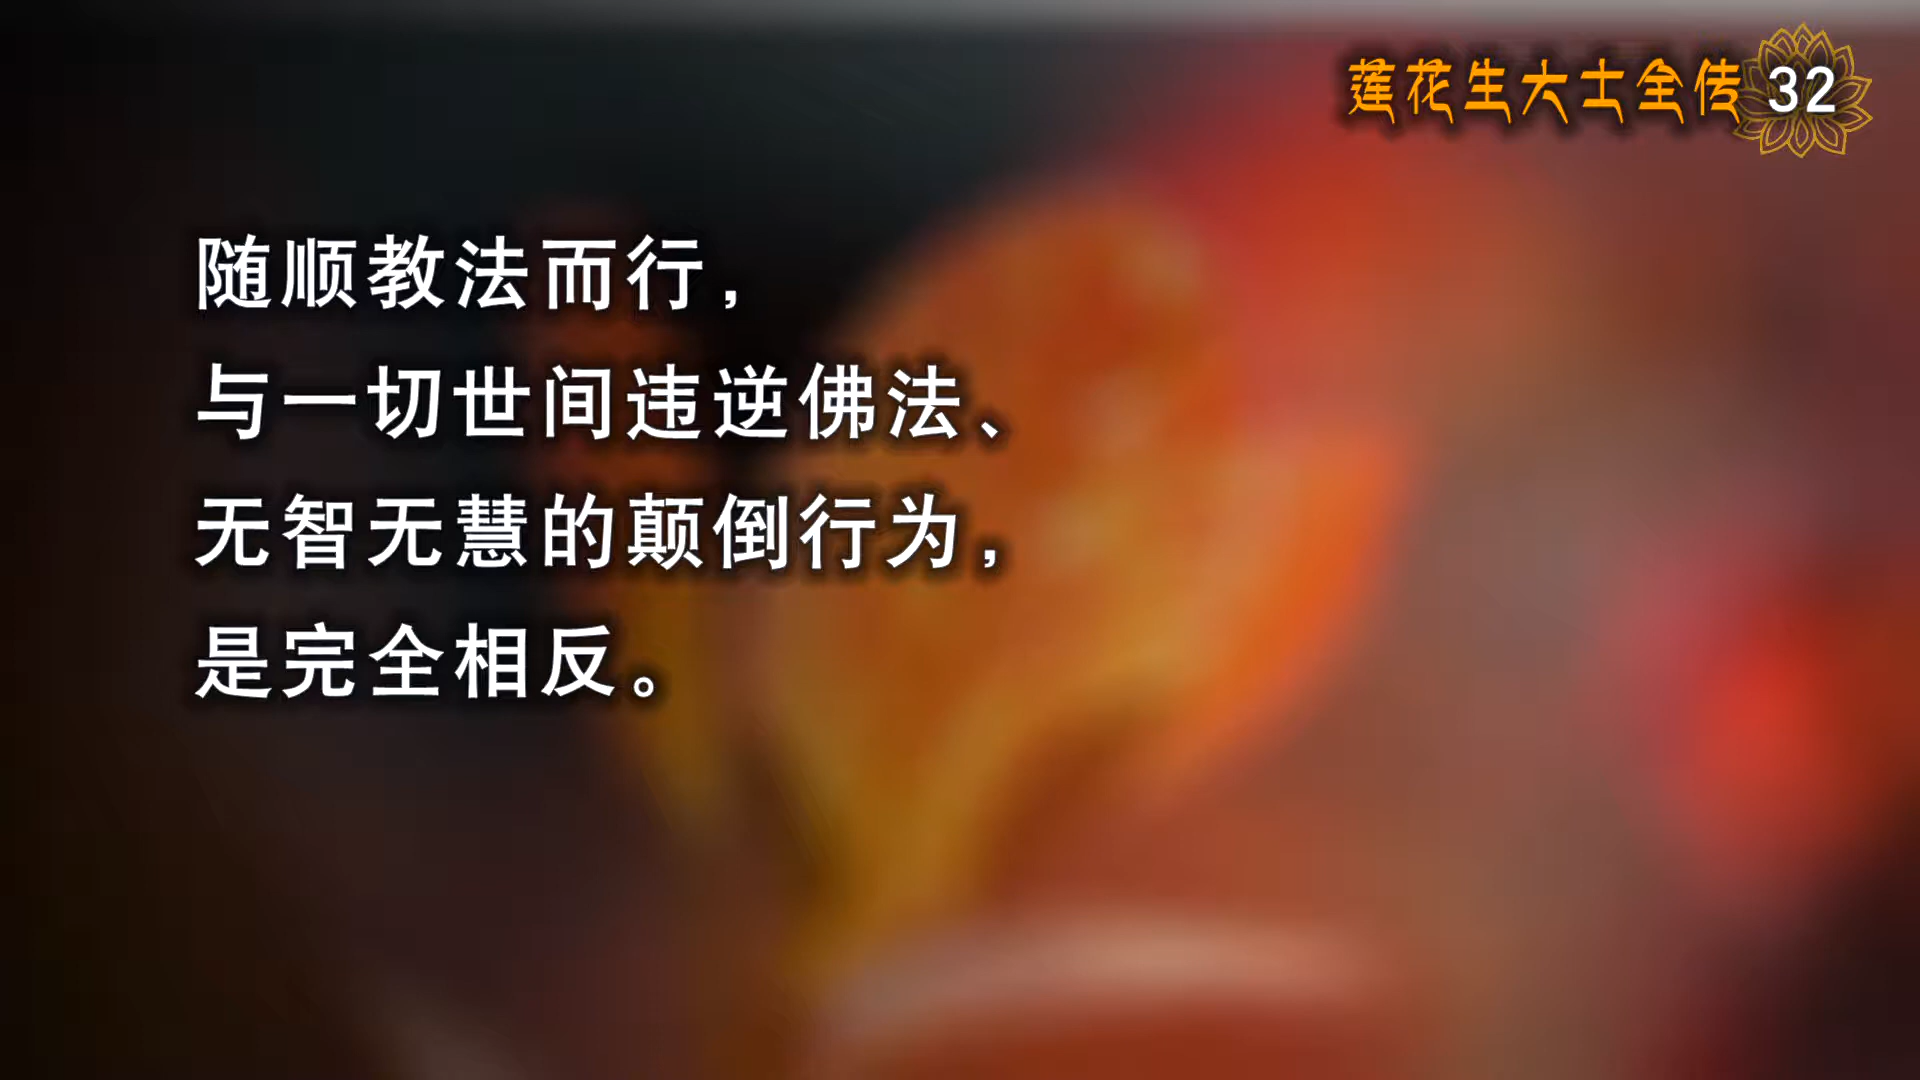 莲花生大士全传 32
随顺教法而行，
与一切世间违逆佛法、
无智无慧的颠倒行为，
是完全相反。